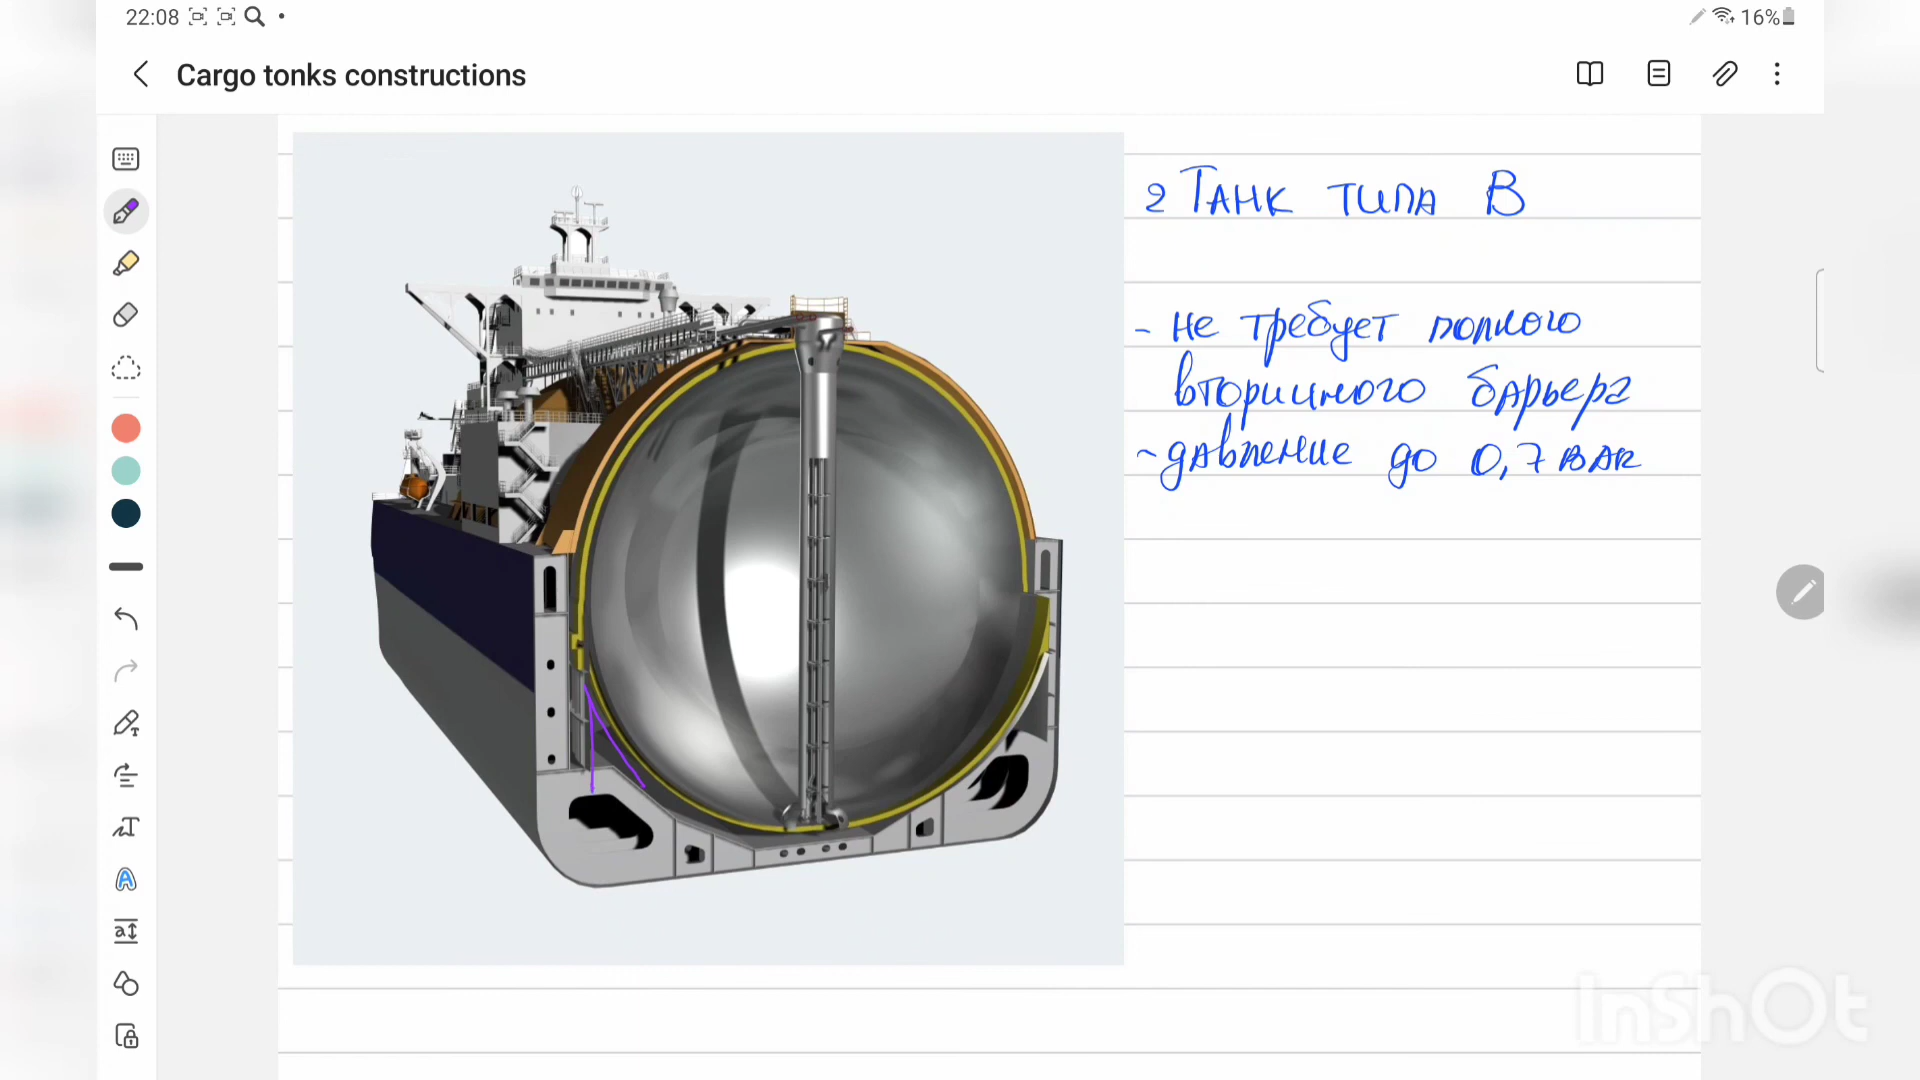 22:08
16%
Cargo tonks constructions
2 Танк типа B
- не требует полного
вторичного барьера
- давление до 0,7 BAR
InShOt